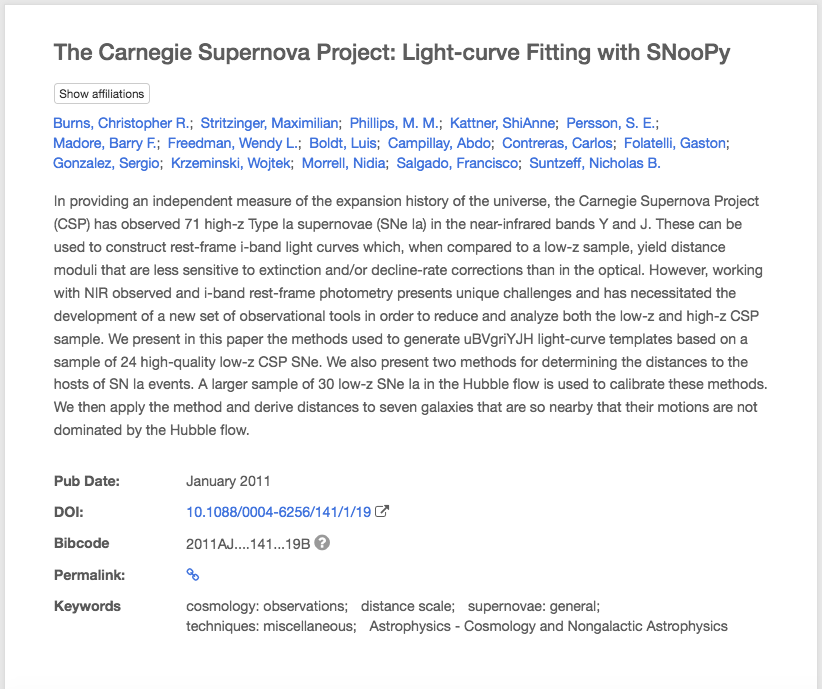 The Carnegie Supernova Project: Light-curve Fitting with SNooPy
Show affiliations
Burns, Christopher R.; Stritzinger, Maximilian; Phillips, M. M.; Kattner, ShiAnne; Persson, S. E.;
Madore, Barry F.; Freedman, Wendy L.; Boldt, Luis; Campillay, Abdo; Contreras, Carlos; Folatelli, Gaston;
Gonzalez, Sergio; Krzeminski, Wojtek; Morrell, Nidia; Salgado, Francisco; Suntzeff, Nicholas B.
In providing an independent measure of the expansion history of the universe, the Carnegie Supernova Project
(CSP) has observed 71 high-z Type Ia supernovae (SNe Ia) in the near-infrared bands Y and J. These can be
used to construct rest-frame i-band light curves which, when compared to a low-z sample, yield distance
moduli that are less sensitive to extinction and/or decline-rate corrections than in the optical. However, working
with NIR observed and i-band rest-frame photometry presents unique challenges and has necessitated the
development of a new set of observational tools in order to reduce and analyze both the low-z and high-z CSP
sample. We present in this paper the methods used to generate uBVgriYJH light-curve templates based on a
sample of 24 high-quality low-z CSP SNe. We also present two methods for determining the distances to the
hosts of SN Ia events. A larger sample of 30 low-z SNe Ia in the Hubble flow is used to calibrate these methods.
We then apply the method and derive distances to seven galaxies that are so nearby that their motions are not
dominated by the Hubble flow.
Pub Date: January 2011
DOI: 10.1088/0004-6256/141/1/19
Bibcode 2011AJ....141...19B ?
Permalink:
Keywords cosmology: observations; distance scale; supernovae: general;
techniques: miscellaneous; Astrophysics - Cosmology and Nongalactic Astrophysics